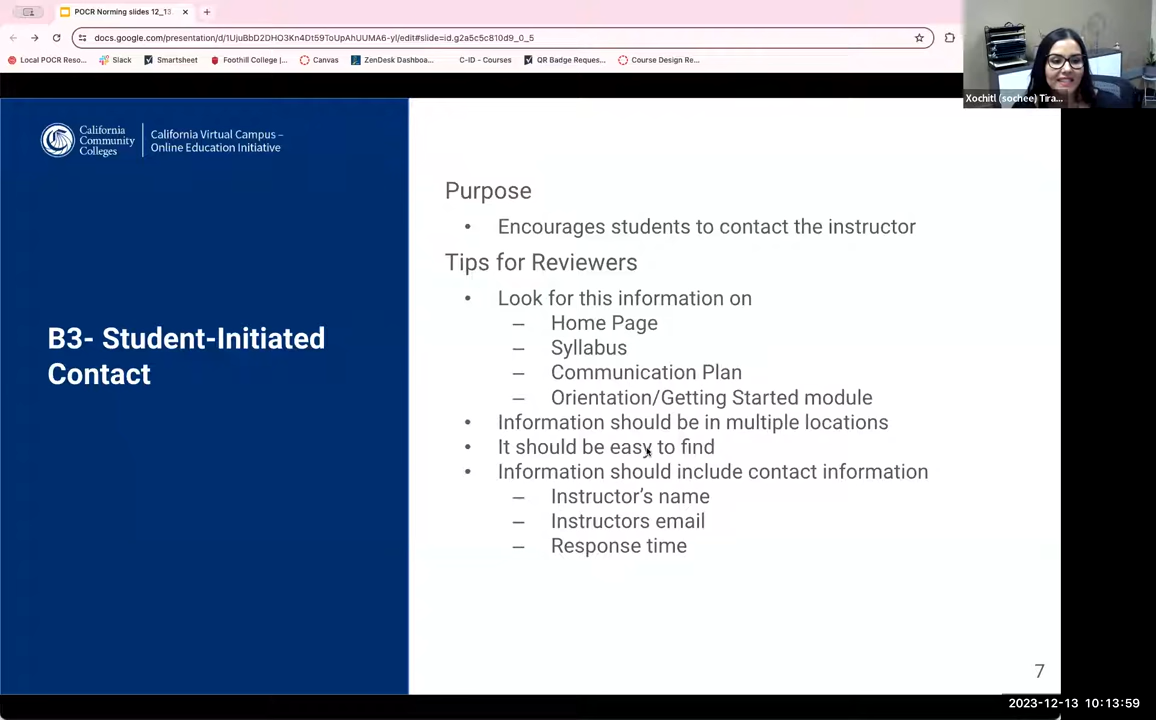 POCR Norming slides 12_13.
docs.google.com/presentation/d/1UjuBbD2DHO3Kn4Dt59ToUpAhUUMA6-yI/edit#slide=id.g2a5c5c810d9_0_5
Local POCR Reso... Slack Smartsheet Foothill College |... Canvas ZenDesk Dashboa... C-ID - Courses QR Badge Reques... Course Design Re...
Xochitl (sochee) Tira...
California
Community
Colleges
California Virtual Campus –
Online Education Initiative
B3- Student-Initiated
Contact
Purpose
• Encourages students to contact the instructor
Tips for Reviewers
• Look for this information on
– Home Page
– Syllabus
– Communication Plan
– Orientation/Getting Started module
• Information should be in multiple locations
• It should be easy to find
• Information should include contact information
– Instructor’s name
– Instructors email
– Response time
7
2023-12-13 10:13:59